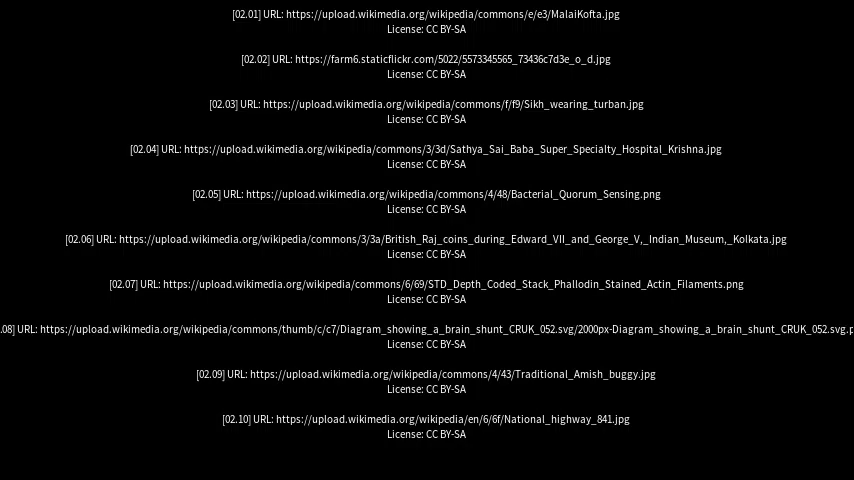 [02.01] URL: https://upload.wikimedia.org/wikipedia/commons/e/e3/MalaiKofta.jpg
License: CC BY-SA
[02.02] URL: https://farm6.staticflickr.com/5022/5573345565_73436c7d3e_o_d.jpg
License: CC BY-SA
[02.03] URL: https://upload.wikimedia.org/wikipedia/commons/f/f9/Sikh_wearing_turban.jpg
License: CC BY-SA
[02.04] URL: https://upload.wikimedia.org/wikipedia/commons/3/3d/Sathya_Sai_Baba_Super_Specialty_Hospital_Krishna.jpg
License: CC BY-SA
[02.05] URL: https://upload.wikimedia.org/wikipedia/commons/4/48/Bacterial_Quorum_Sensing.png
License: CC BY-SA
[02.06] URL: https://upload.wikimedia.org/wikipedia/commons/3/3a/British_Raj_coins_during_Edward_VII_and_George_V,_Indian_Museum,_Kolkata.jpg
License: CC BY-SA
[02.07] URL: https://upload.wikimedia.org/wikipedia/commons/6/69/STD_Depth_Coded_Stack_Phallodin_Stained_Actin_Filaments.png
License: CC BY-SA
.08] URL: https://upload.wikimedia.org/wikipedia/commons/thumb/c/c7/Diagram_showing_a_brain_shunt_CRUK_052.svg/2000px-Diagram_showing_a_brain_shunt_CRUK_052.svg.p
License: CC BY-SA
[02.09] URL: https://upload.wikimedia.org/wikipedia/commons/4/43/Traditional_Amish_buggy.jpg
License: CC BY-SA
[02.10] URL: https://upload.wikimedia.org/wikipedia/en/6/6f/National_highway_841.jpg
License: CC BY-SA